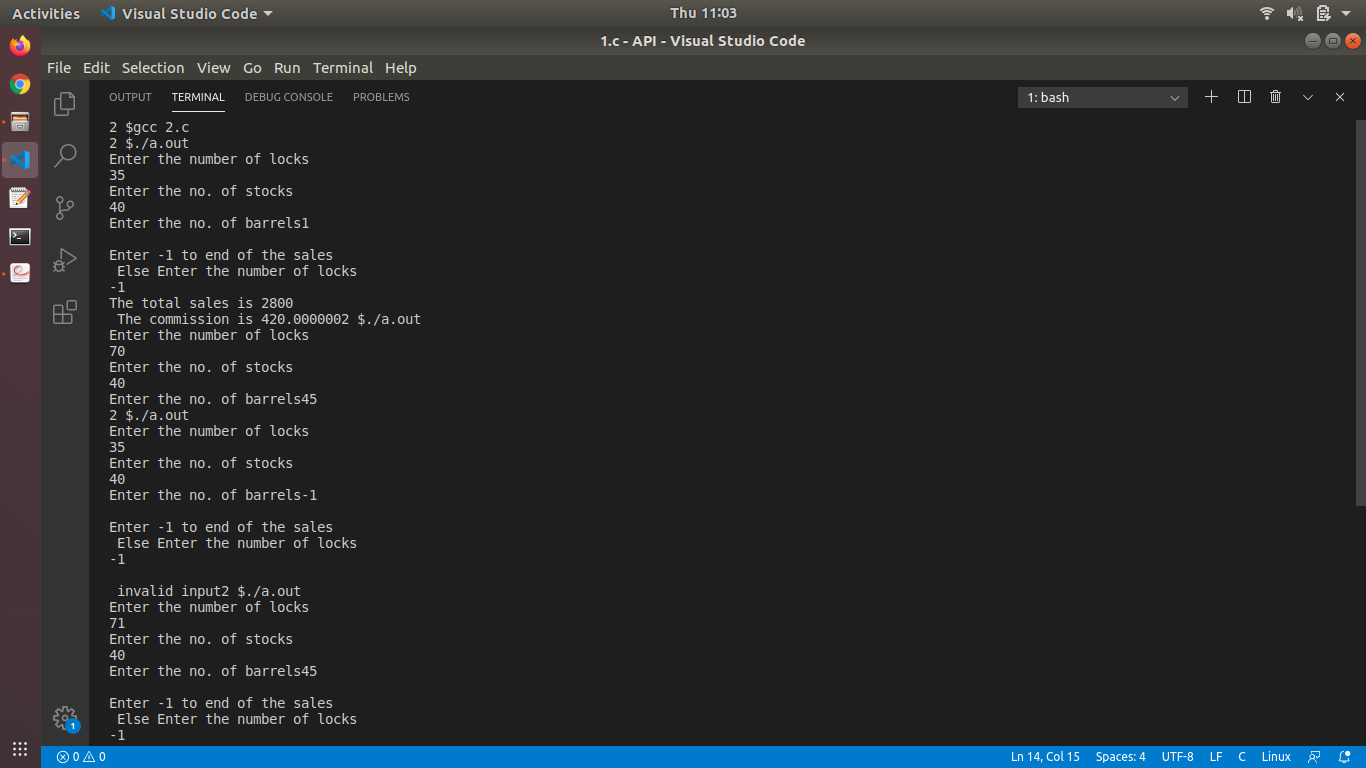 Activities Visual Studio Code Thu 11:03
1.c - API - Visual Studio Code
File Edit Selection View Go Run Terminal Help
OUTPUT TERMINAL DEBUG CONSOLE PROBLEMS 1: bash
2 $gcc 2.c
2 $./a.out
Enter the number of locks
35
Enter the no. of stocks
40
Enter the no. of barrels1
Enter -1 to end of the sales
Else Enter the number of locks
-1
The total sales is 2800
The commission is 420.0000002 $./a.out
Enter the number of locks
70
Enter the no. of stocks
40
Enter the no. of barrels45
2 $./a.out
Enter the number of locks
35
Enter the no. of stocks
40
Enter the no. of barrels-1
Enter -1 to end of the sales
Else Enter the number of locks
-1
invalid input2 $./a.out
Enter the number of locks
71
Enter the no. of stocks
40
Enter the no. of barrels45
Enter -1 to end of the sales
Else Enter the number of locks
-1
1
0 0 Ln 14, Col 15 Spaces: 4 UTF-8 LF C Linux